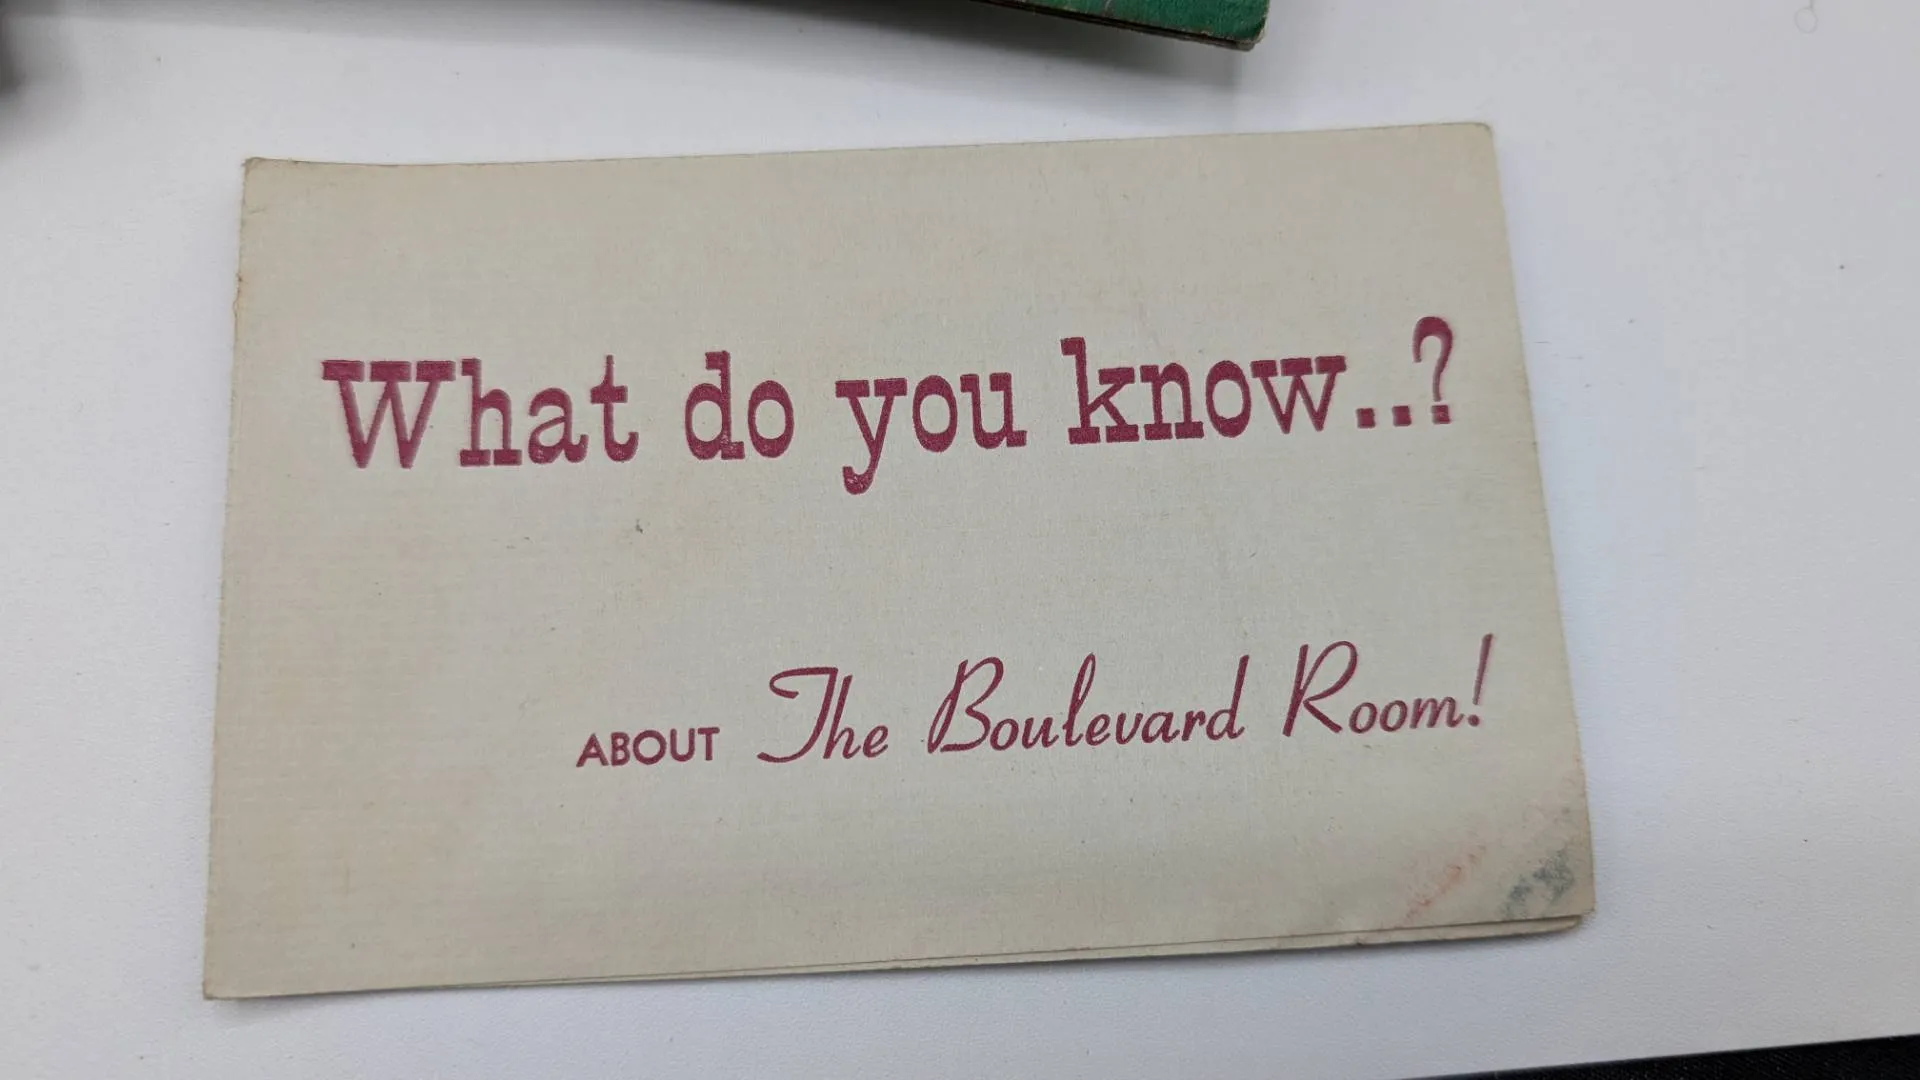 What do you know..?
ABOUT The Boulevard Room!